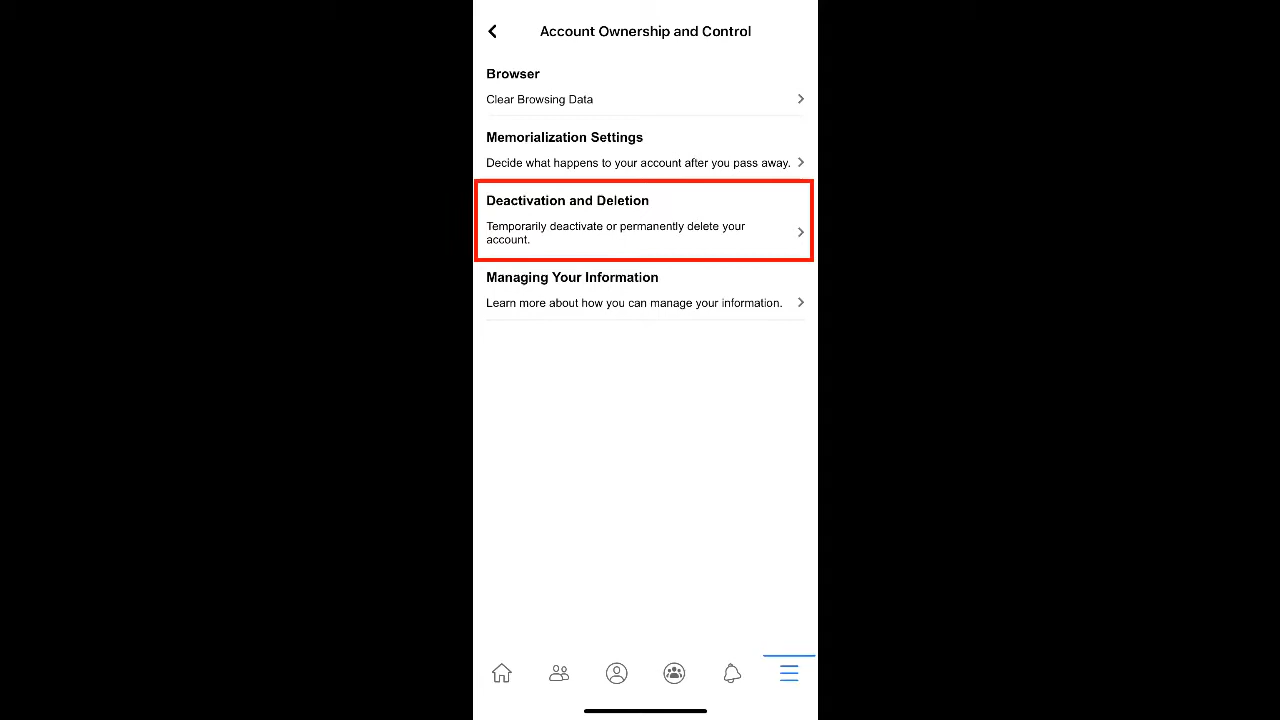 Account Ownership and Control
Browser
Clear Browsing Data
Memorialization Settings
Decide what happens to your account after you pass away.
Deactivation and Deletion
Temporarily deactivate or permanently delete your
account.
Managing Your Information
Learn more about how you can manage your information.